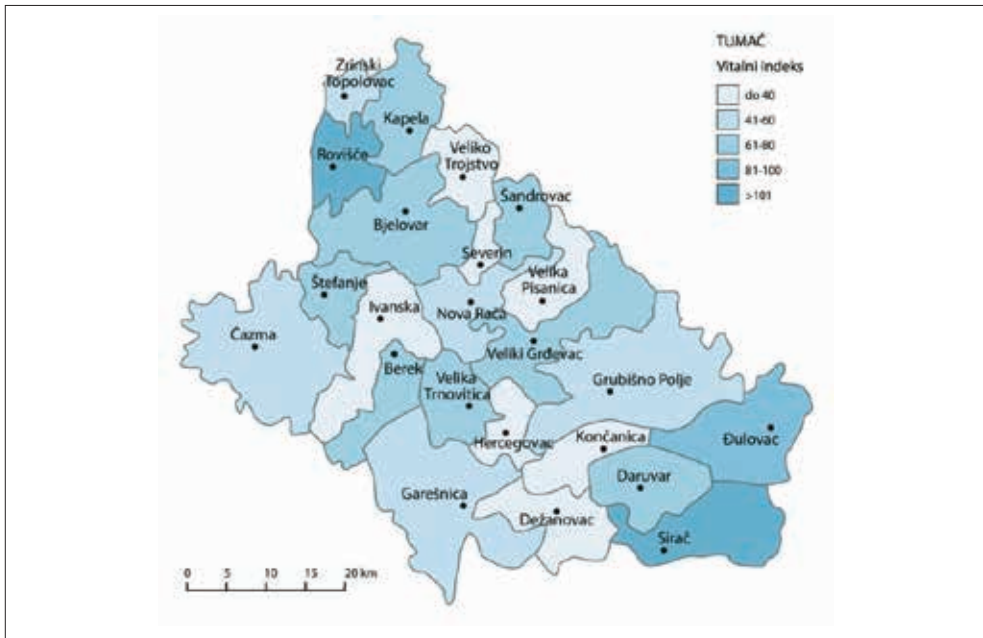 TUMAČ
Vitalni indeks
do 40
41-60
61-80
81-100
>101
Zrinski
Topolovac
Kapela
Rovišće
Veliko
Trojstvo
Šandrovac
Bjelovar
Severin
Velika
Pisanica
Štefanje
Ivanska
Nova Rača
Čazma
Veliki Grđevac
Berek
Velika
Trnovitica
Grubišno Polje
Hercegovac
Končanica
Đulovac
Daruvar
Garešnica
Dežanovac
Sirač
0 5 10 15 20 km